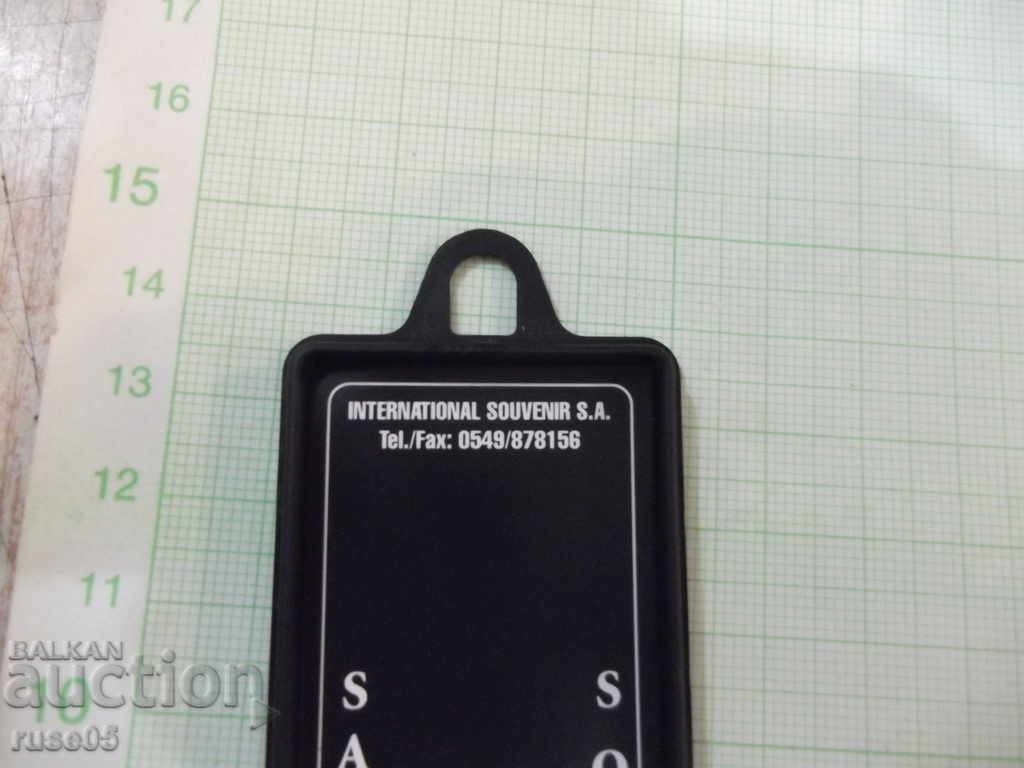 17
16
15
14
13
12
11
10
INTERNATIONAL SOUVENIR S.A.
Tel./Fax: 0549/878156
S S
A O
BALKAN
auction
ruse05